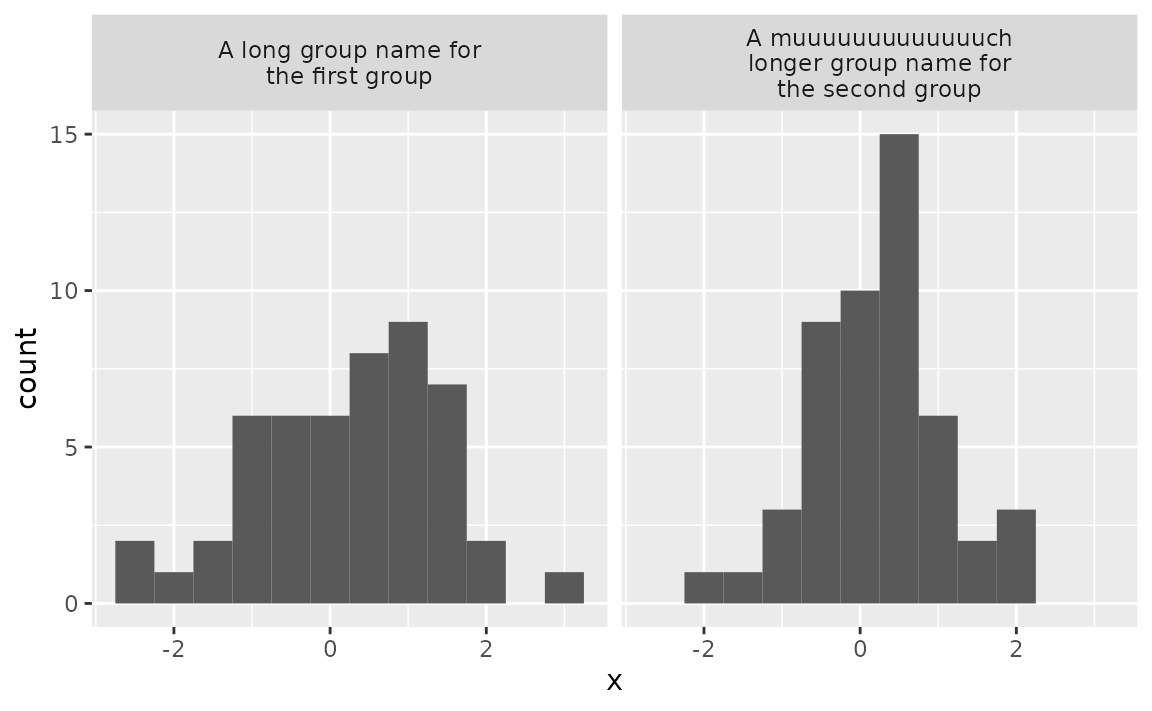 A long group name for
the first group
A muuuuuuuuuuuuuuch
longer group name for
the second group
15
10
5
0
count
-2
0
2
-2
0
2
x